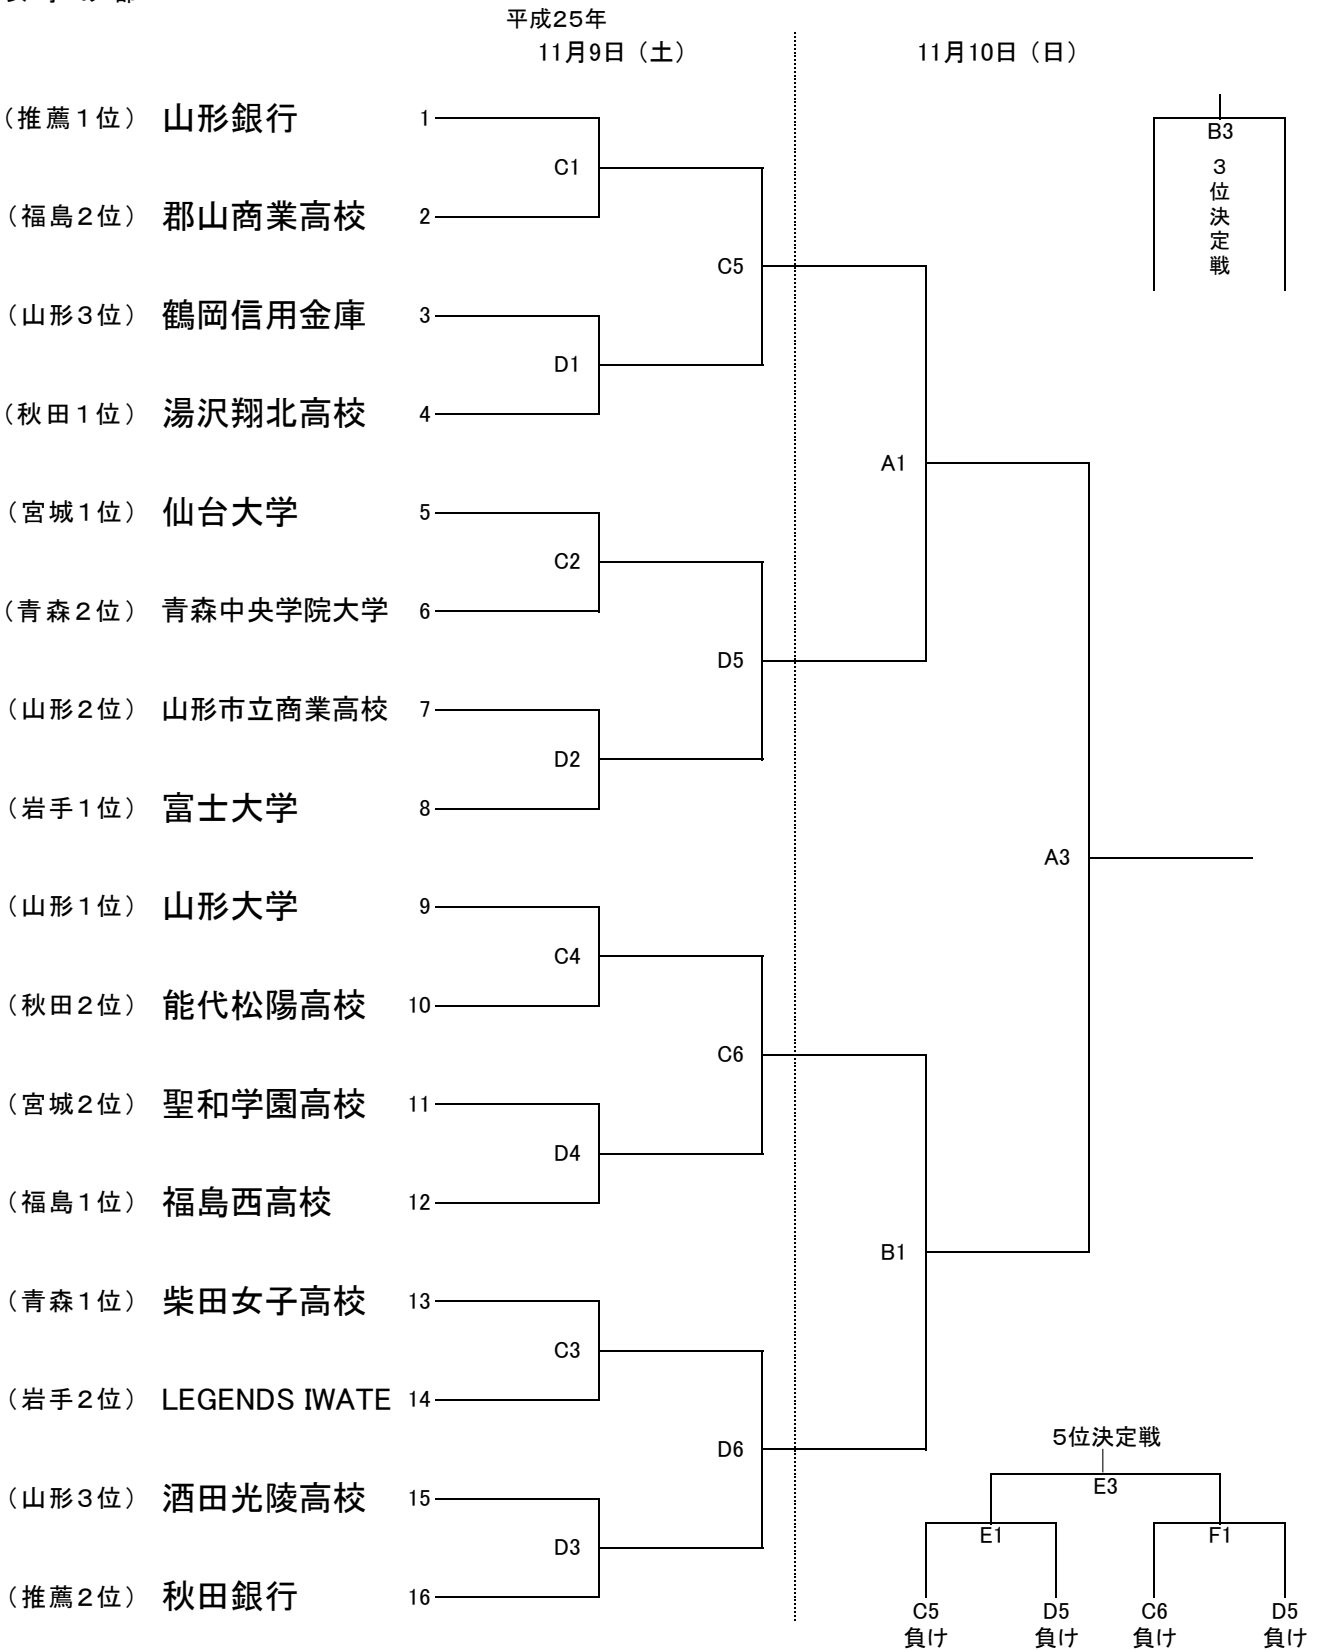 平成25年
11月9日（土）
11月10日（日）
（推薦１位） 山形銀行 1
C1
（福島２位） 郡山商業高校 2
C5
（山形３位） 鶴岡信用金庫 3
D1
（秋田１位） 湯沢翔北高校 4
A1
（宮城１位） 仙台大学 5
C2
（青森２位） 青森中央学院大学 6
D5
（山形２位） 山形市立商業高校 7
D2
（岩手１位） 富士大学 8
A3
（山形１位） 山形大学 9
C4
（秋田２位） 能代松陽高校 10
C6
（宮城２位） 聖和学園高校 11
D4
（福島１位） 福島西高校 12
B1
（青森１位） 柴田女子高校 13
C3
（岩手２位） LEGENDS IWATE 14
D6
（山形３位） 酒田光陵高校 15
D3
（推薦２位） 秋田銀行 16
B3
３位決定戦
５位決定戦
E3
E1 F1
C5 D5 C6 D5
負け 負け 負け 負け